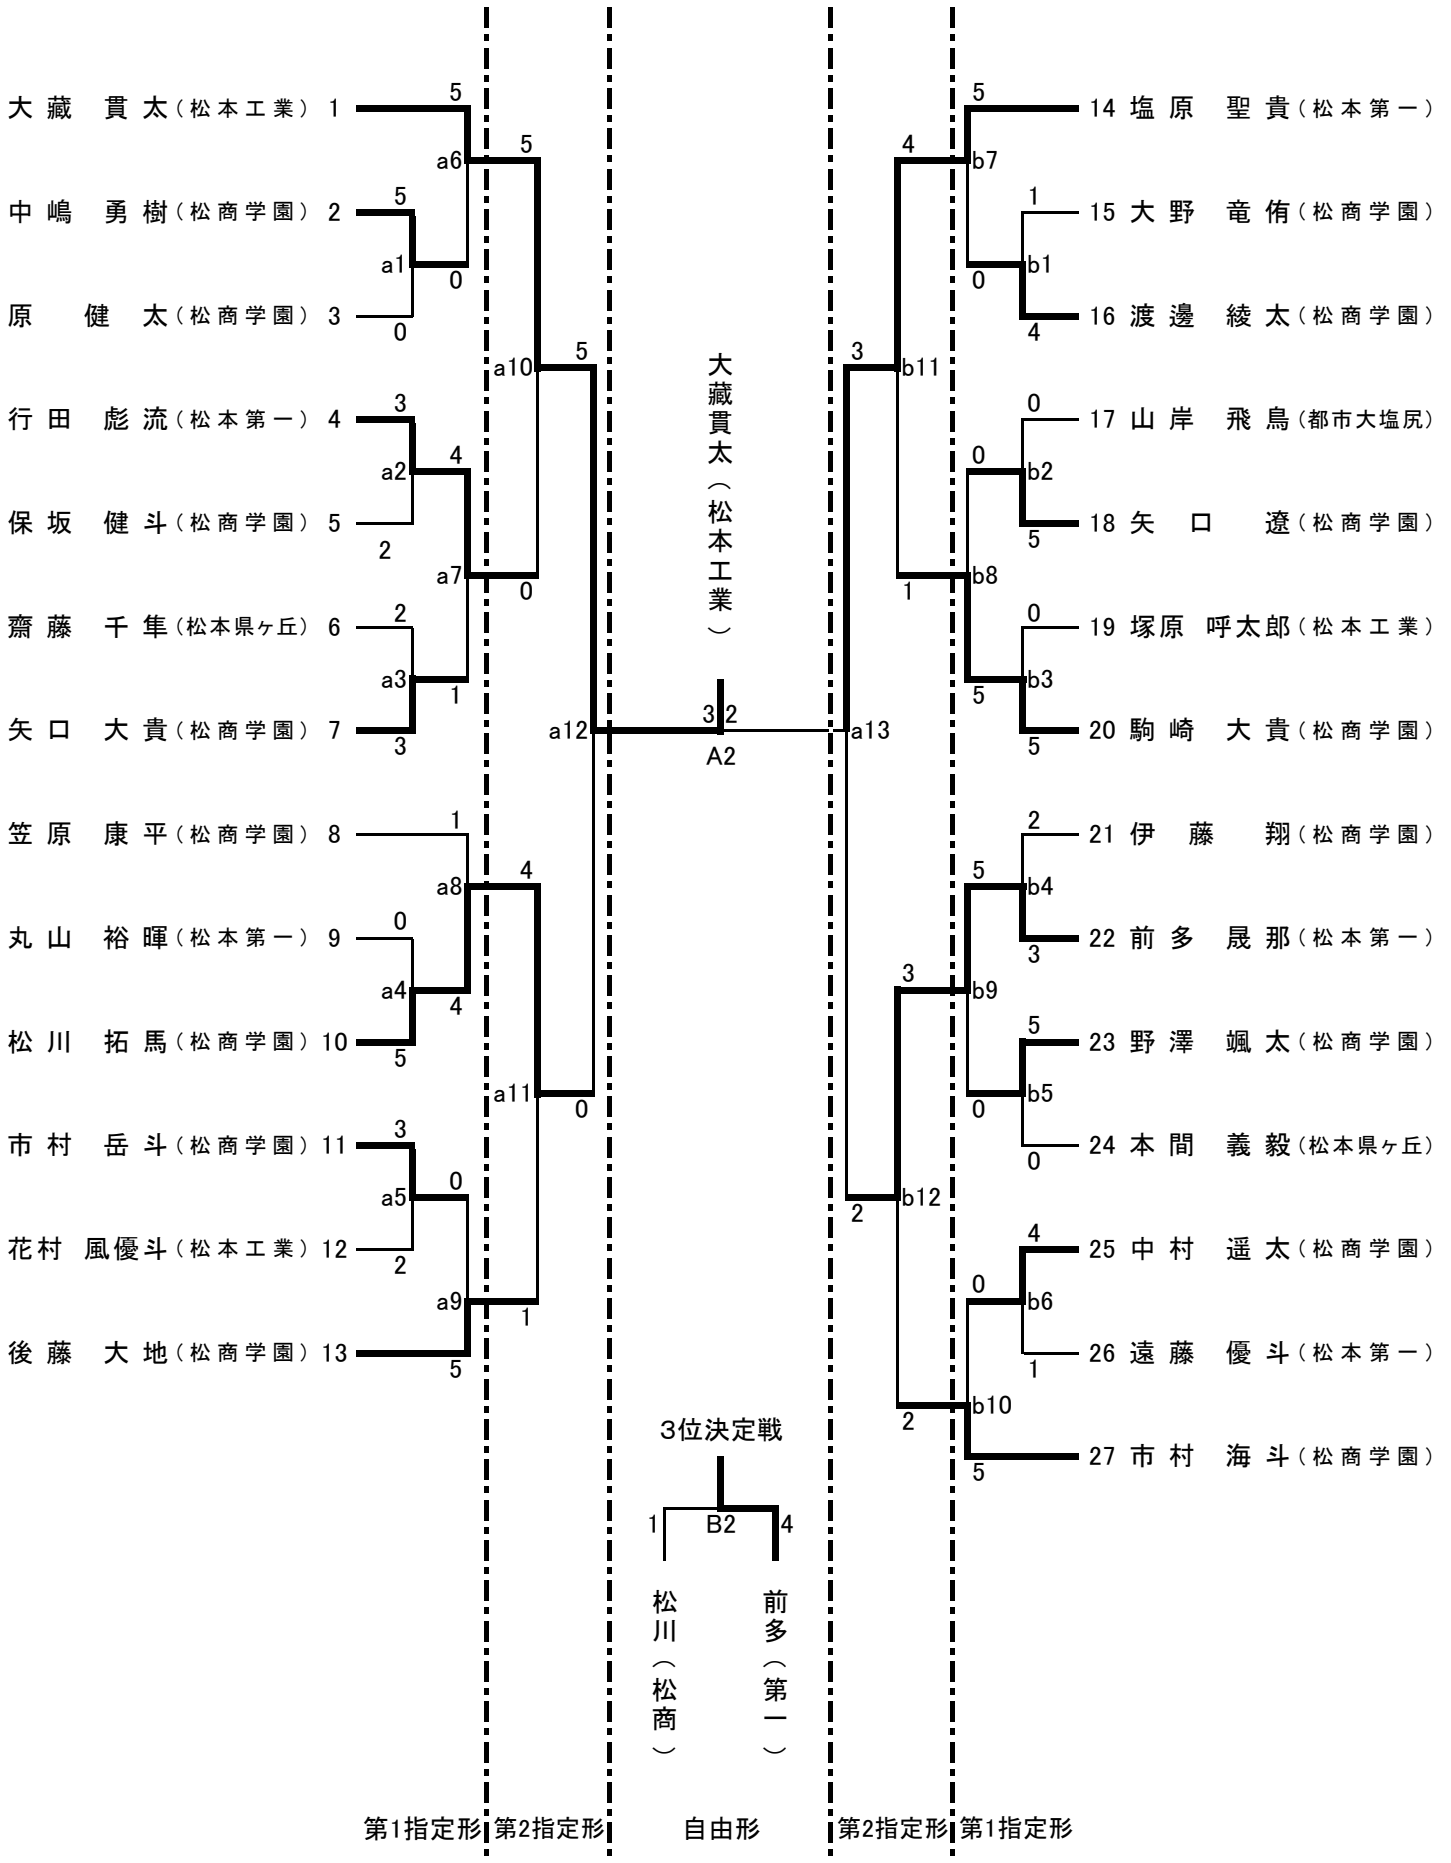 大藏 貫太(松本工業) 1
中嶋 勇樹(松商学園) 2
原 健太(松商学園) 3
行田 彪流(松本第一) 4
保坂 健斗(松商学園) 5
齋藤 千隼(松本県ヶ丘) 6
矢口 大貴(松商学園) 7
笠原 康平(松商学園) 8
丸山 裕暉(松本第一) 9
松川 拓馬(松商学園) 10
市村 岳斗(松商学園) 11
花村 風優斗(松本工業) 12
後藤 大地(松商学園) 13
5
a6
5
a1
0
0
3
a2
4
2
a7
2
a3
1
3
1
a8
0
a4
4
5
3
a5
0
2
a9
5
5
a10
0
4
a11
1
5
a12
0
大藏貫太(松本工業)
3 2
A2
3
a13
2
4
b11
1
3
b12
2
5
b7
1
b1
0
4
0
0
b2
5
b8
0
b3
5
5
2
5
b4
3
b9
5
b5
0
0
4
0
b6
1
b10
5
14 塩原 聖貴(松本第一)
15 大野 竜侑(松商学園)
16 渡邊 綾太(松商学園)
17 山岸 飛鳥(都市大塩尻)
18 矢口 遼(松商学園)
19 塚原 呼太郎(松本工業)
20 駒崎 大貴(松商学園)
21 伊藤 翔(松商学園)
22 前多 晟那(松本第一)
23 野澤 颯太(松商学園)
24 本間 義毅(松本県ヶ丘)
25 中村 遥太(松商学園)
26 遠藤 優斗(松本第一)
27 市村 海斗(松商学園)
3位決定戦
1 B2 4
松川(松商)
前多(第一)
第1指定形 第2指定形 自由形 第2指定形 第1指定形